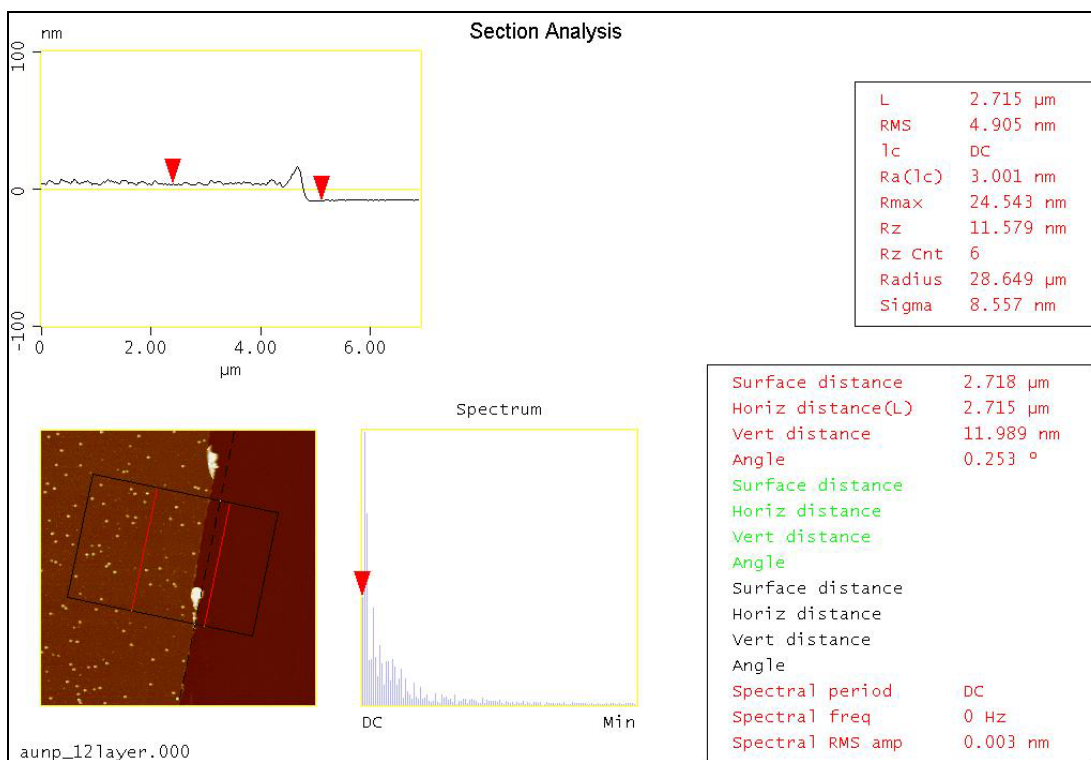 Section Analysis
nm
100
0
-100
0 2.00 4.00 6.00
µm
L 2.715 µm
RMS 4.905 nm
lc DC
Ra(lc) 3.001 nm
Rmax 24.543 nm
Rz 11.579 nm
Rz Cnt 6
Radius 28.649 µm
Sigma 8.557 nm
Surface distance 2.718 µm
Horiz distance(L) 2.715 µm
Vert distance 11.989 nm
Angle 0.253 °
Surface distance
Horiz distance
Vert distance
Angle
Surface distance
Horiz distance
Vert distance
Angle
Spectral period DC
Spectral freq 0 Hz
Spectral RMS amp 0.003 nm
Spectrum
DC Min
aunp_12layer.000